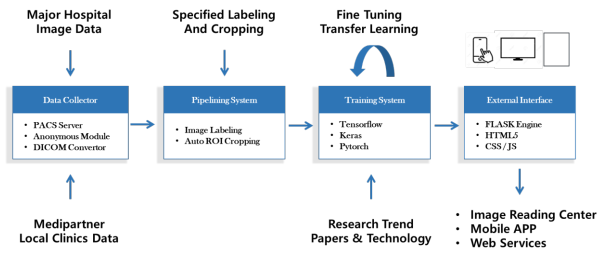 Major Hospital
Image Data
Specified Labeling
And Cropping
Fine Tuning
Transfer Learning
Data Collector
• PACS Server
• Anonymous Module
• DICOM Convertor
Pipelining System
• Image Labeling
• Auto ROI Cropping
Training System
• Tensorflow
• Keras
• Pytorch
External Interface
• FLASK Engine
• HTML5
• CSS / JS
Medipartner
Local Clinics Data
Research Trend
Papers & Technology
• Image Reading Center
• Mobile APP
• Web Services